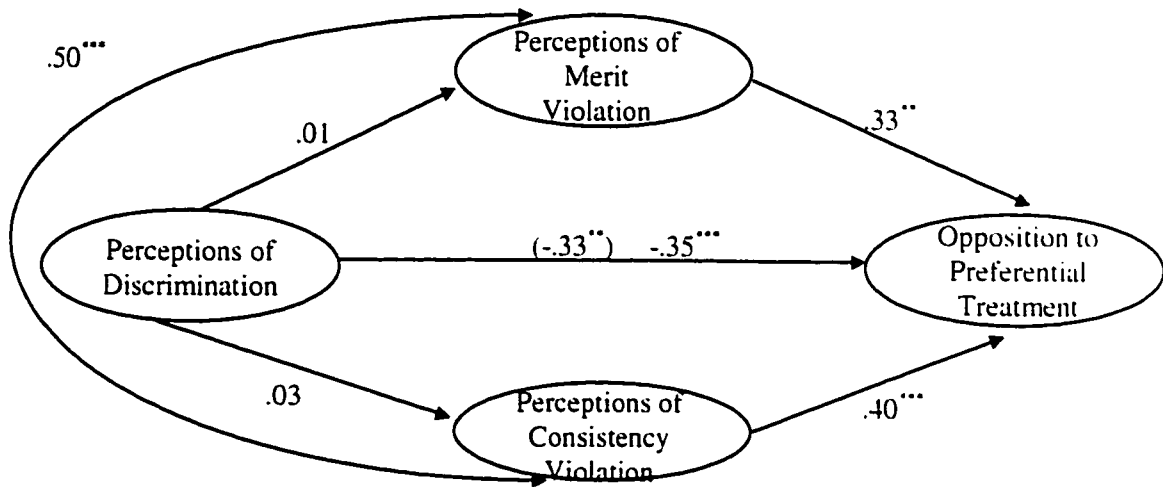 .50***
Perceptions of
Merit
Violation
.01
.33**
Perceptions of
Discrimination
(-.33**) -.35***
Opposition to
Preferential
Treatment
.03
Perceptions of
Consistency
Violation
.40***